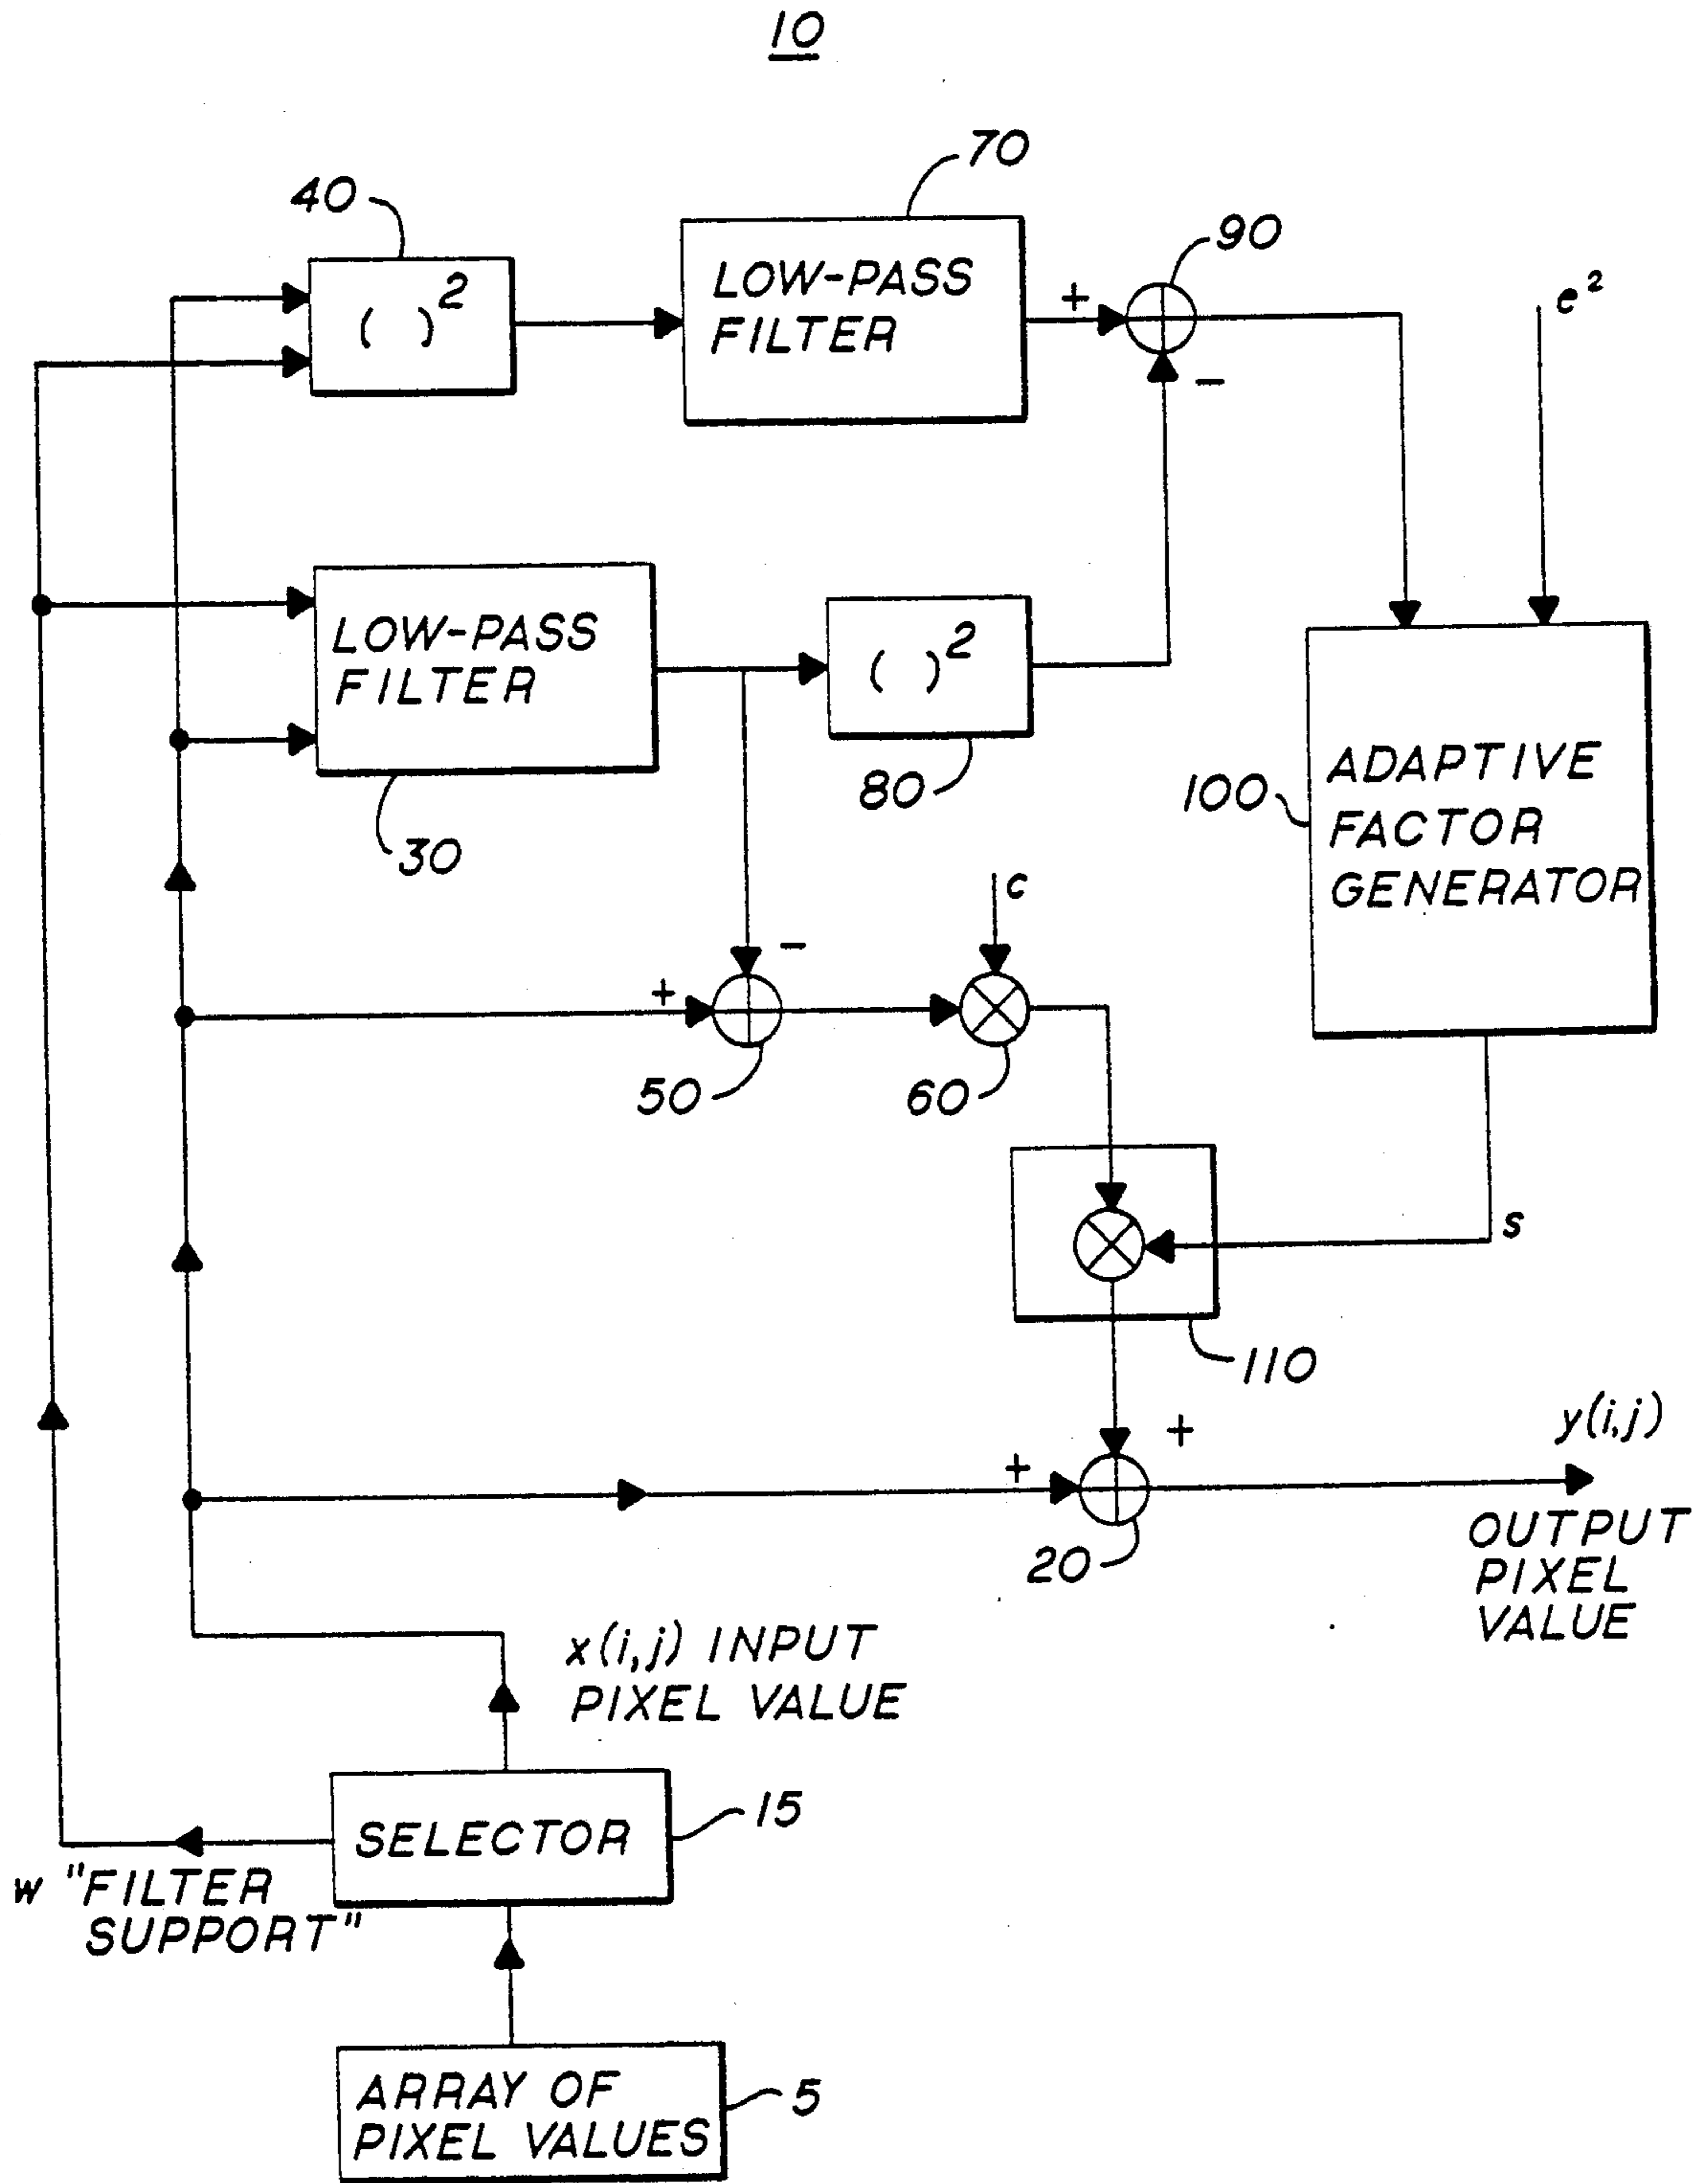 10
70
40
90
( )²
LOW-PASS
FILTER
+
-
e²
LOW-PASS
FILTER
( )²
80
30
100
ADAPTIVE
FACTOR
GENERATOR
c
-
+
50
60
s
110
+
+
y(i,j)
20
OUTPUT
PIXEL
VALUE
x(i,j) INPUT
PIXEL VALUE
SELECTOR
15
w "FILTER
SUPPORT"
ARRAY OF
PIXEL VALUES
5